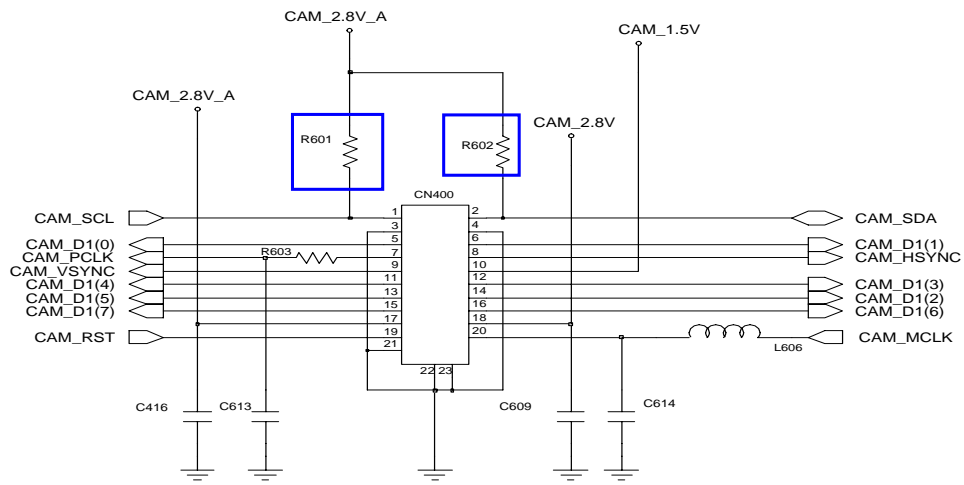 CAM_2.8V_A
CAM_1.5V
CAM_2.8V_A
R601
R602
CAM_2.8V
CN400
CAM_SCL 1 2 CAM_SDA
3 4
CAM_D1(0) 5 6 CAM_D1(1)
CAM_PCLK R603 7 8 CAM_HSYNC
CAM_VSYNC 9 10
CAM_D1(4) 11 12 CAM_D1(3)
CAM_D1(5) 13 14 CAM_D1(2)
CAM_D1(7) 15 16 CAM_D1(6)
17 18
CAM_RST 19 20 CAM_MCLK
21 L606
22 23
C416 C613 C609 C614